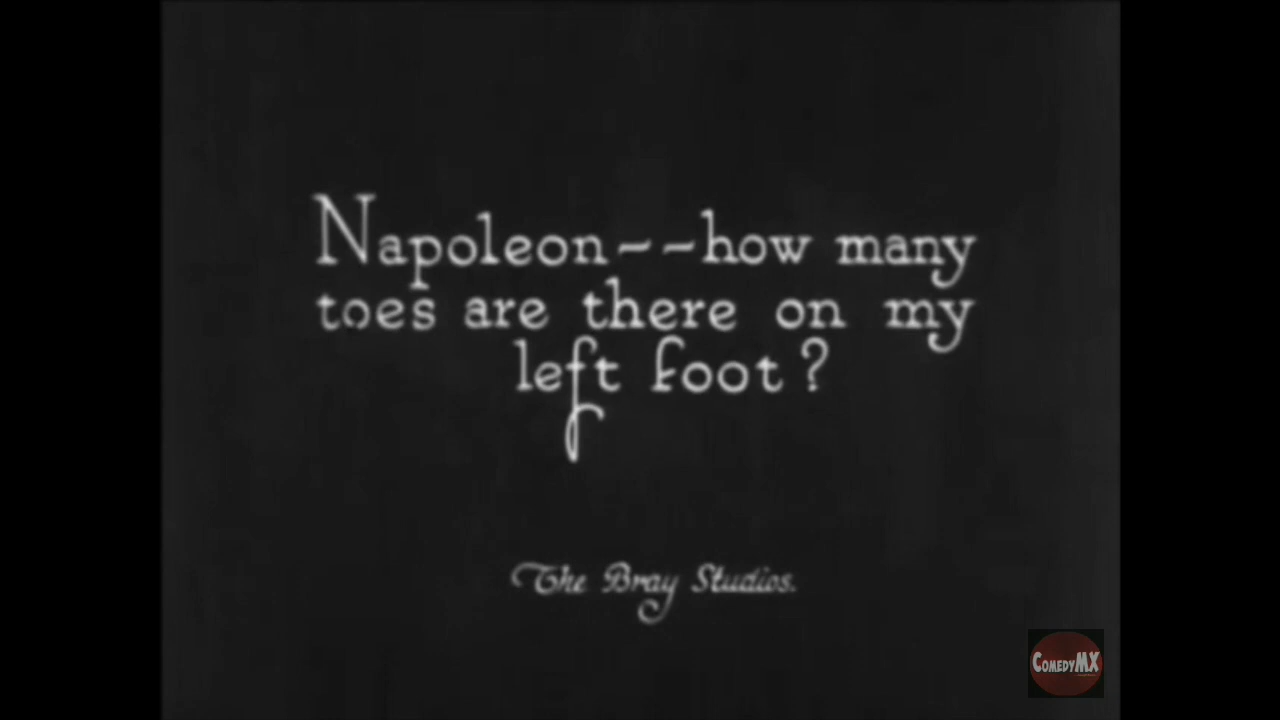 Napoleon--how many
toes are there on my
left foot?
The Bray Studios.
COMEDYMX